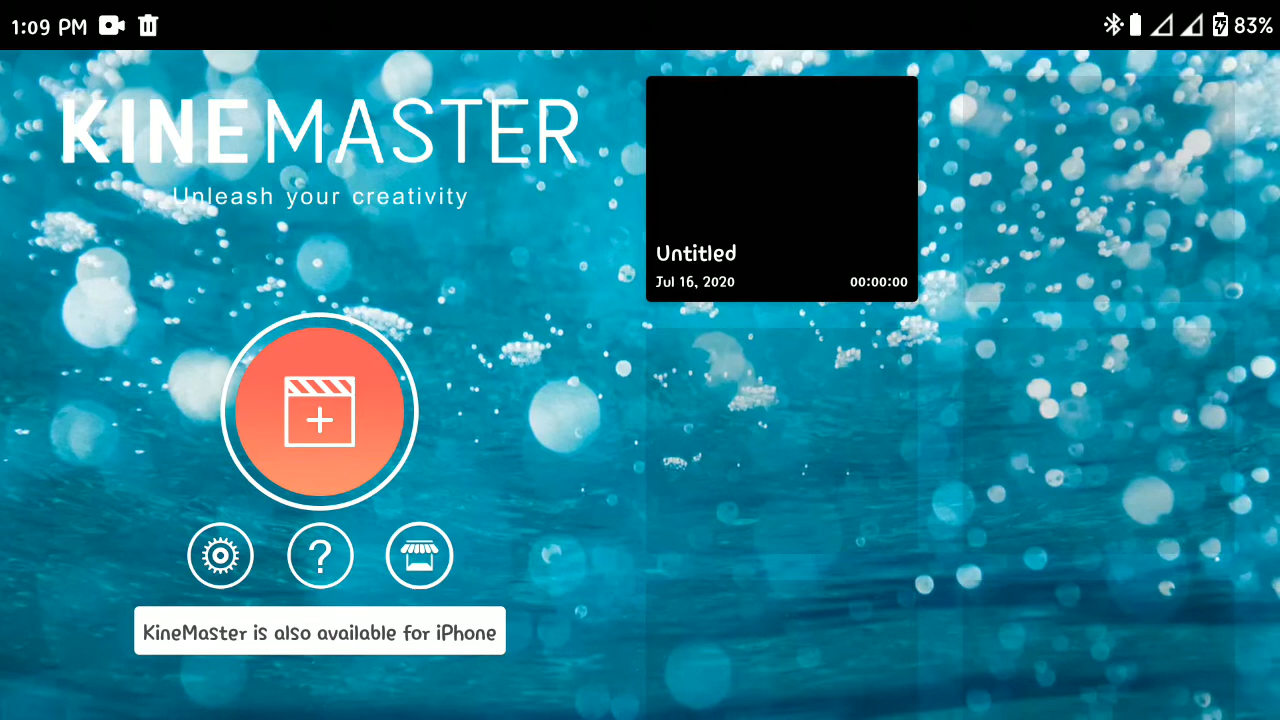 1:09 PM
83%
KINEMASTER
Unleash your creativity
Untitled
Jul 16, 2020
00:00:00
?
KineMaster is also available for iPhone